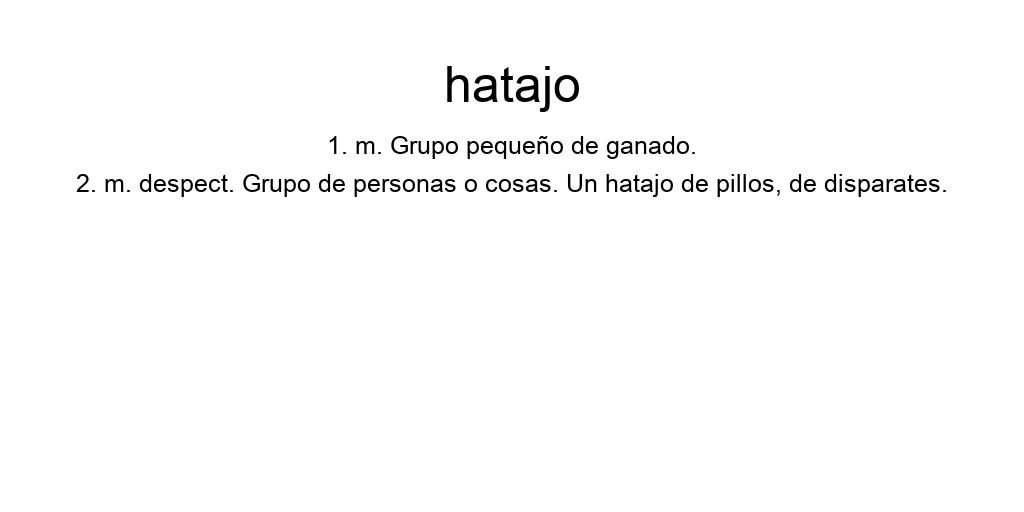 hatajo
1. m. Grupo pequeño de ganado.
2. m. despect. Grupo de personas o cosas. Un hatajo de pillos, de disparates.